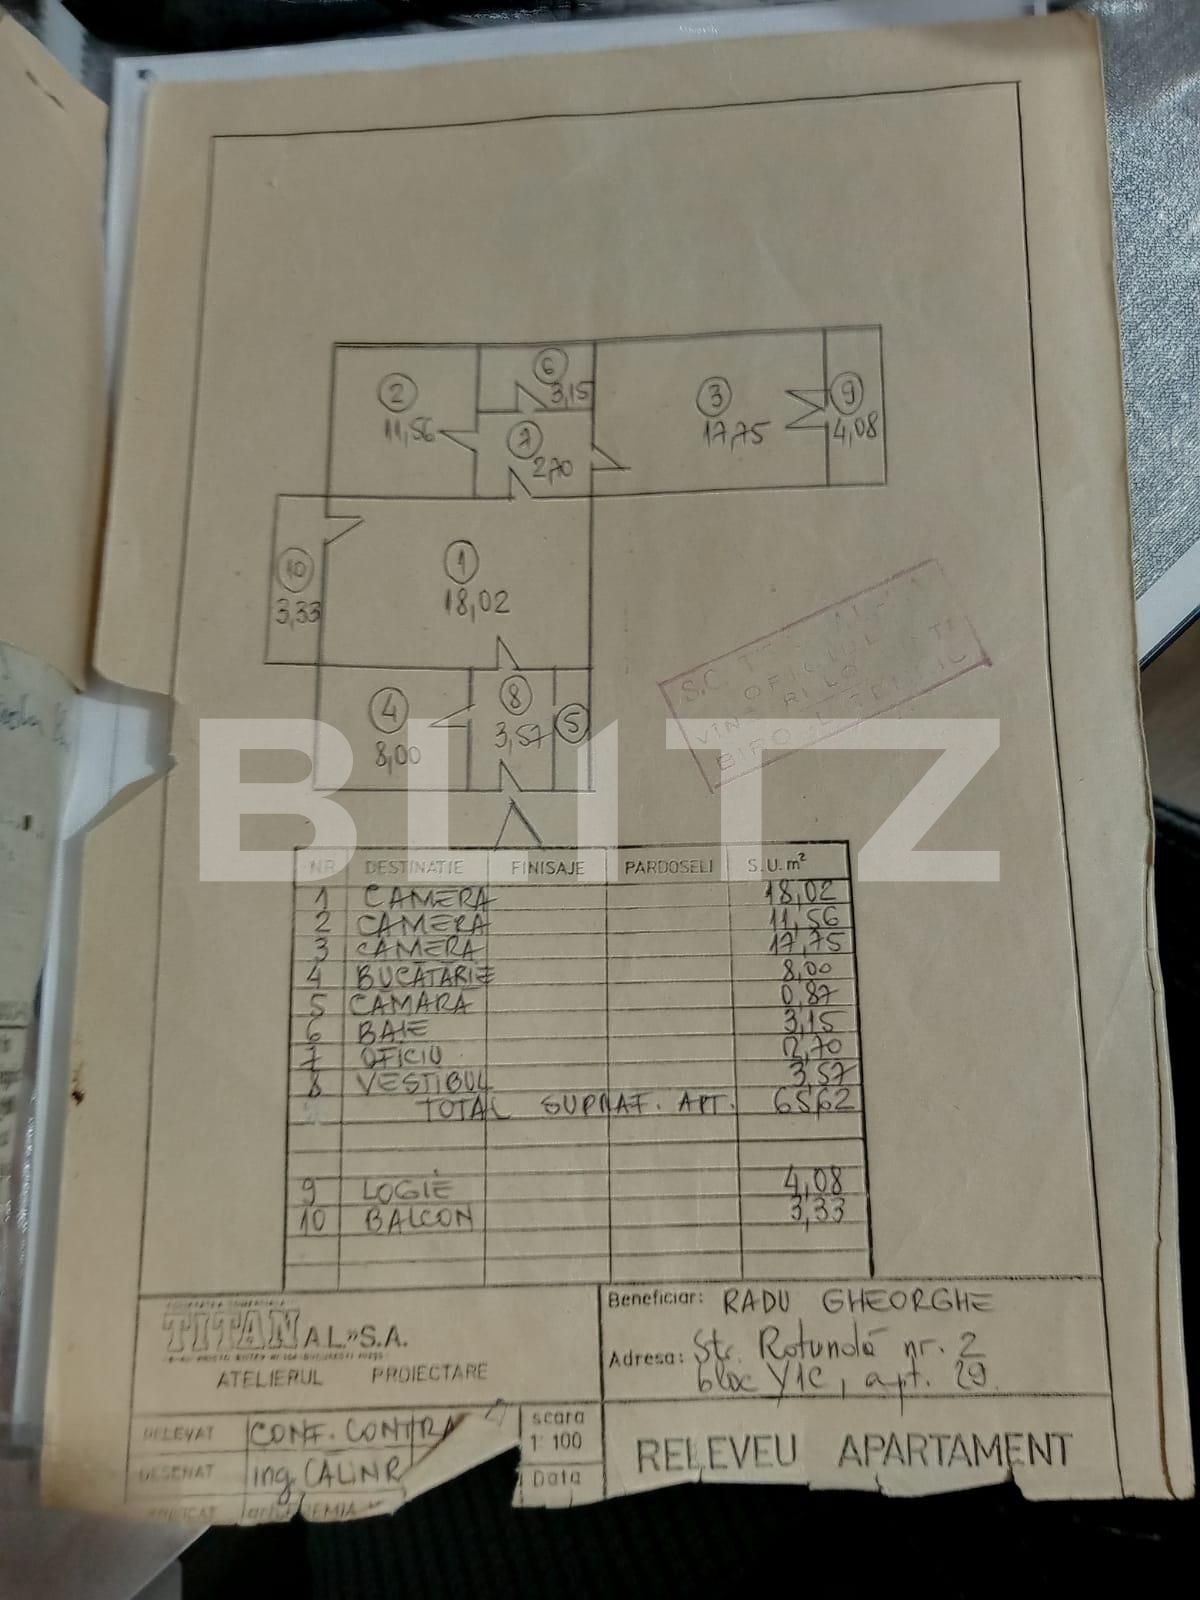 6
3,15
2
11,56
7
2,70
3
17,75
9
4,08
10
3,33
1
18,02
4
8,00
8
3,57
5
S.C.
OFICIUL
BLITZ
NR DESTINATIE FINISAJE PARDOSELI S.U. m²
1 CAMERA 18,02
2 CAMERA 11,56
3 CAMERA 17,75
4 BUCĂTĂRIE 8,00
5 CĂMARĂ 0,87
6 BAIE 3,15
7 OFICIU 2,70
8 VESTIBUL 3,57
TOTAL SUPRAF. APT. 65,62
9 LOGIE 4,08
10 BALCON 3,33
TITAN AL» S.A.
ATELIERUL PROIECTARE
Beneficiar: RADU GHEORGHE
Adresa: Str. Rotundă nr. 2
bloc Y1C, apt. 29
RELEVAT CONF. CONTRA
DESENAT ing CALIN R
scara
1:100
Data
RELEVEU APARTAMENT